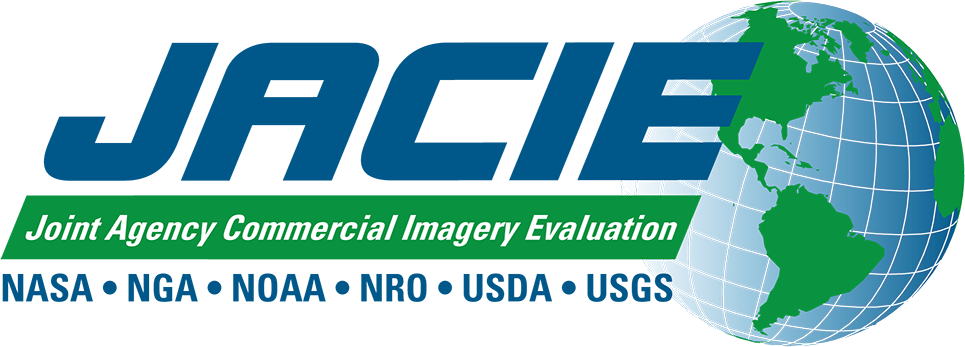 JACIE
Joint Agency Commercial Imagery Evaluation
NASA • NGA • NOAA • NRO • USDA • USGS